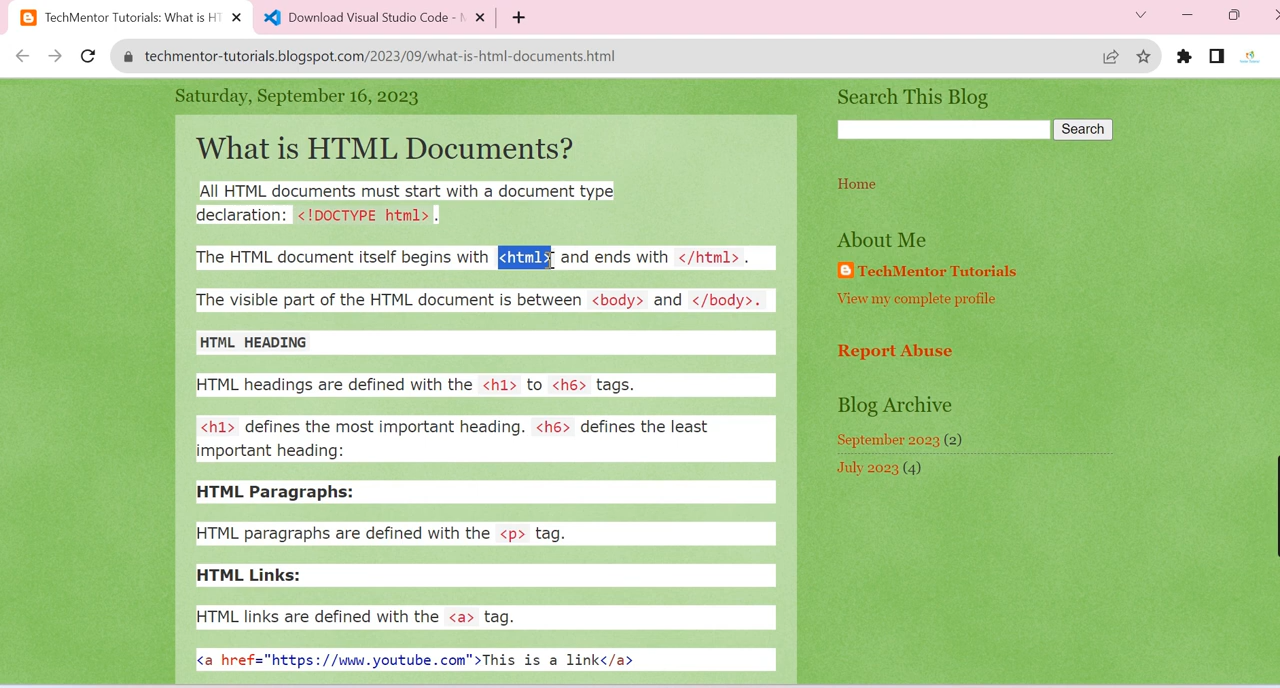 TechMentor Tutorials: What is HT
Download Visual Studio Code - M
techmentor-tutorials.blogspot.com/2023/09/what-is-html-documents.html
Saturday, September 16, 2023
What is HTML Documents?
All HTML documents must start with a document type
declaration: <!DOCTYPE html>.
The HTML document itself begins with <html> and ends with </html>.
The visible part of the HTML document is between <body> and </body>.
HTML HEADING
HTML headings are defined with the <h1> to <h6> tags.
<h1> defines the most important heading. <h6> defines the least
important heading:
HTML Paragraphs:
HTML paragraphs are defined with the <p> tag.
HTML Links:
HTML links are defined with the <a> tag.
<a href="https://www.youtube.com">This is a link</a>
Search This Blog
Search
Home
About Me
TechMentor Tutorials
View my complete profile
Report Abuse
Blog Archive
September 2023 (2)
July 2023 (4)